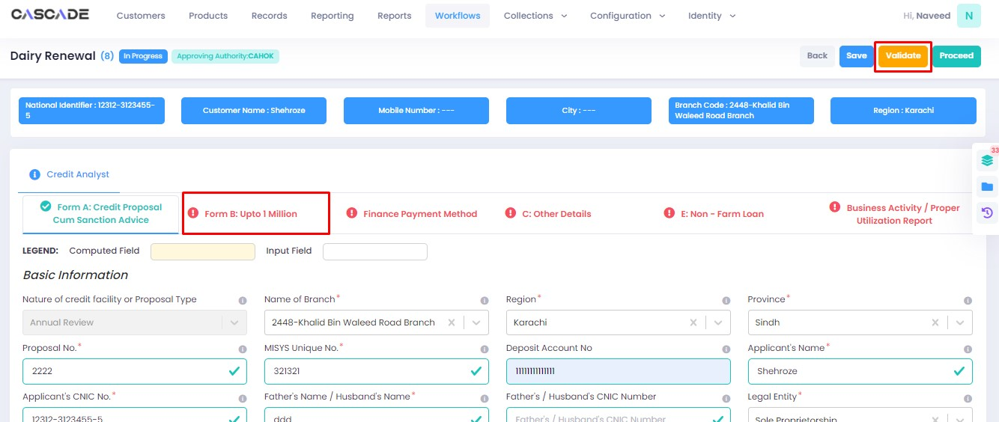 CASCADE
Customers
Products
Records
Reporting
Reports
Workflows
Collections
Configuration
Identity
Hi, Naveed
N
Dairy Renewal (8)
In Progress
Approving Authority:CAHOK
Back
Save
Validate
Proceed
National Identifier : 12312-3123455-
5
Customer Name : Shehroze
Mobile Number : ---
City : ---
Branch Code : 2448-Khalid Bin
Waleed Road Branch
Region : Karachi
33
Credit Analyst
Form A: Credit Proposal
Cum Sanction Advice
Form B: Upto 1 Million
Finance Payment Method
C: Other Details
E: Non - Farm Loan
Business Activity / Proper
Utilization Report
LEGEND:
Computed Field
Input Field
Basic Information
Nature of credit facility or Proposal Type
Name of Branch*
Region*
Province*
Annual Review
2448-Khalid Bin Waleed Road Branch
Karachi
Sindh
Proposal No.*
MISYS Unique No.*
Deposit Account No
Applicant's Name*
2222
321321
11111111111111
Shehroze
Applicant's CNIC No.*
Father's Name / Husband's Name*
Father's / Husband's CNIC Number
Legal Entity*
12312-3123455-5
ddd
Father's / Husband's CNIC Number
Sole Proprietorship